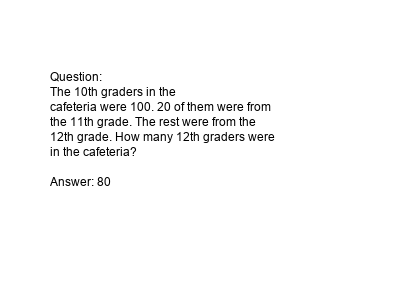 Question:
The 10th graders in the
cafeteria were 100. 20 of them were from
the 11th grade. The rest were from the
12th grade. How many 12th graders were
in the cafeteria?
Answer: 80